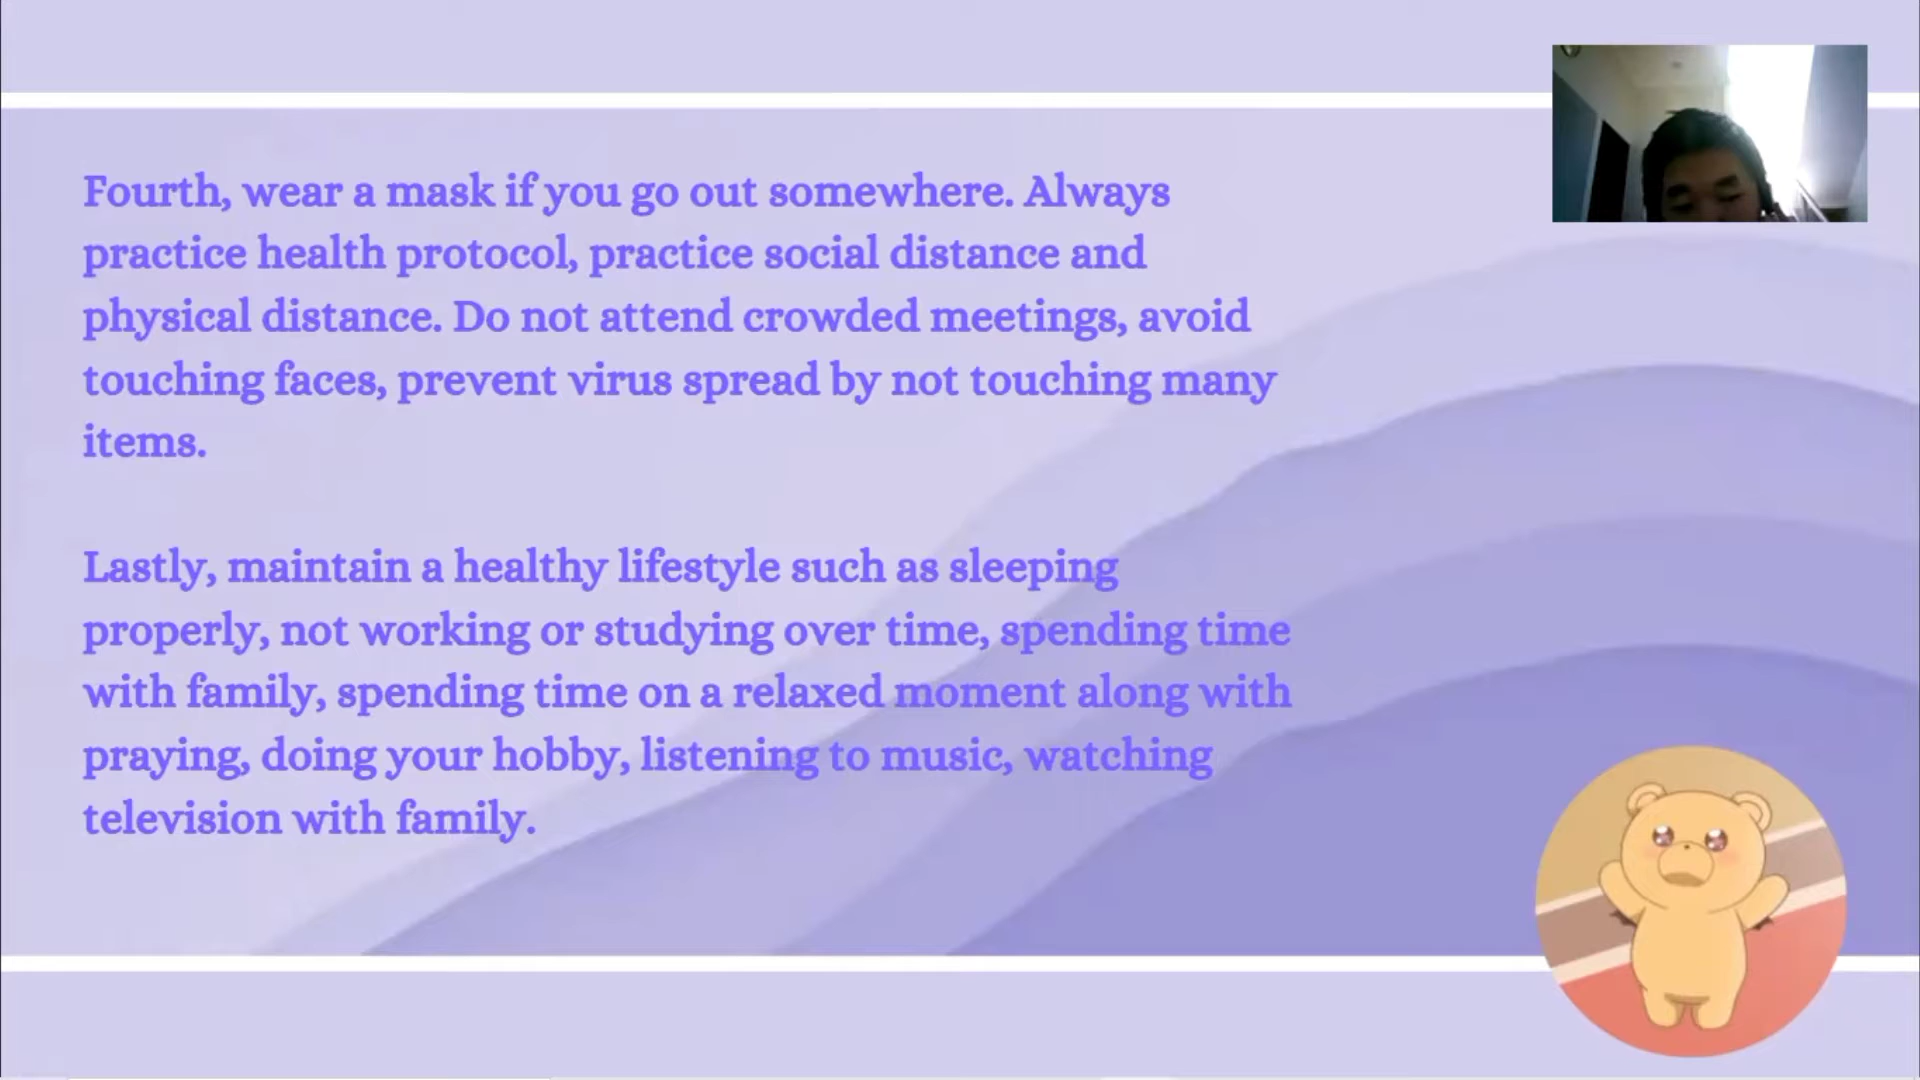 Fourth, wear a mask if you go out somewhere. Always
practice health protocol, practice social distance and
physical distance. Do not attend crowded meetings, avoid
touching faces, prevent virus spread by not touching many
items.
Lastly, maintain a healthy lifestyle such as sleeping
properly, not working or studying over time, spending time
with family, spending time on a relaxed moment along with
praying, doing your hobby, listening to music, watching
television with family.